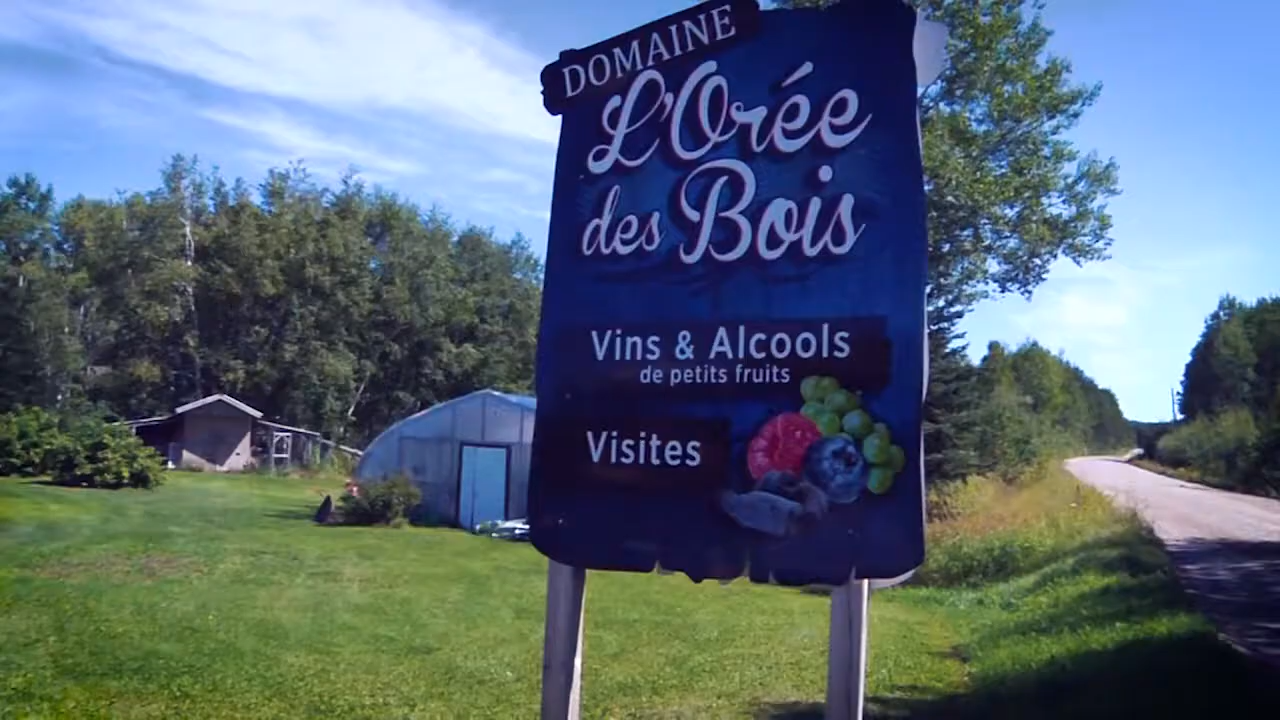 DOMAINE
L'Orée
des Bois
Vins & Alcools
de petits fruits
Visites